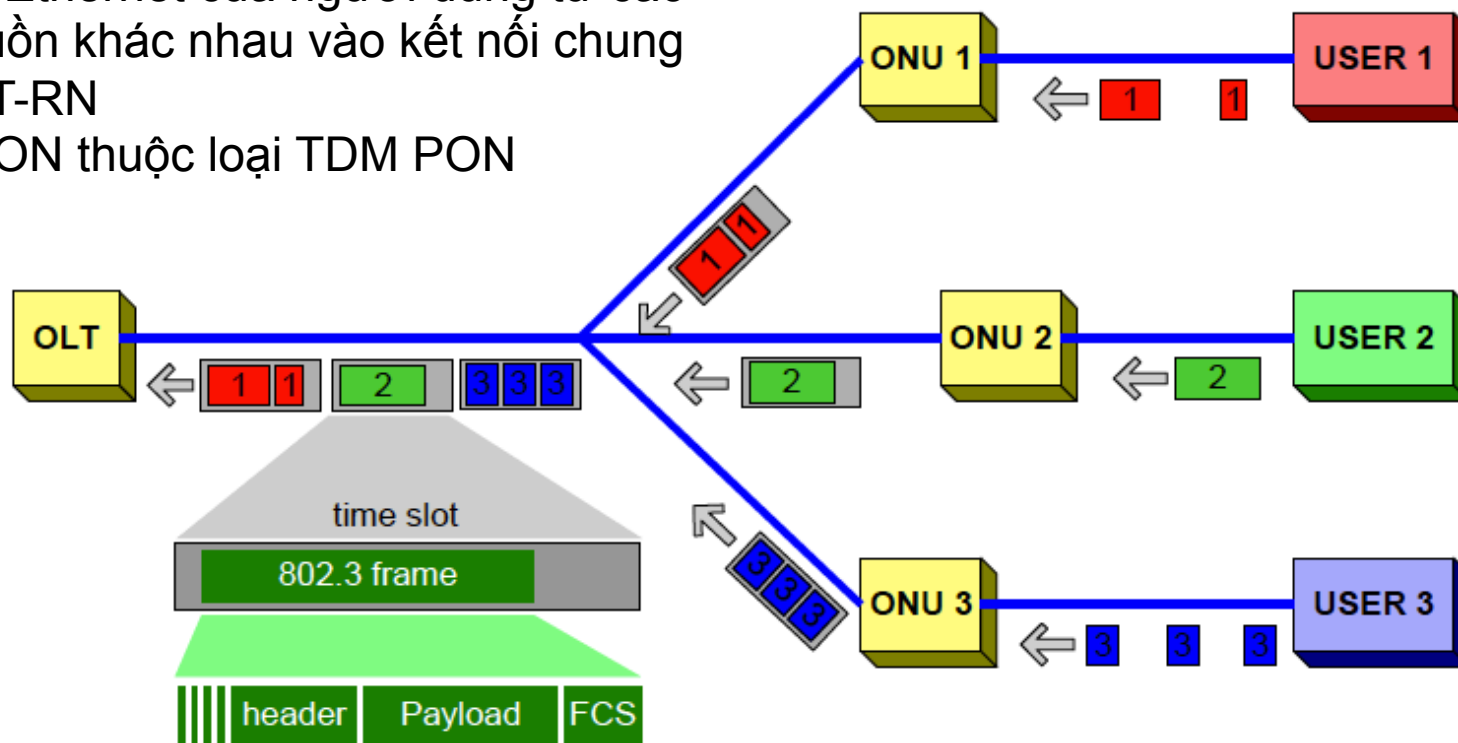 uồn khác nhau vào kết nối chung
T-RN
ON thuộc loại TDM PON
ONU 1
USER 1
1
1
1
1
OLT
ONU 2
USER 2
1
1
2
3
3
3
2
2
time slot
802.3 frame
3
3
3
ONU 3
USER 3
3
3
3
header
Payload
FCS